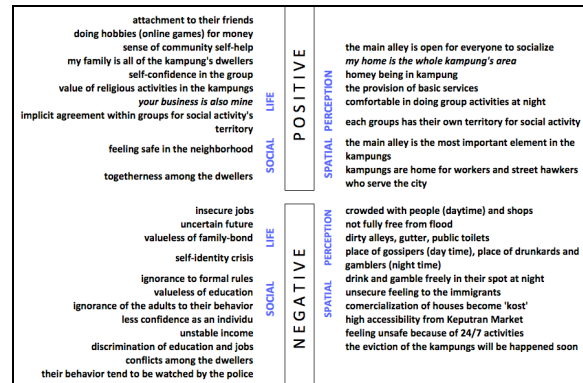 attachment to their friends
doing hobbies (online games) for money
sense of community self-help
my family is all of the kampung's dwellers
self-confidence in the group
value of religious activities in the kampungs
your business is also mine
implicit agreement within groups for social activity's
territory
feeling safe in the neighborhood
togetherness among the dwellers
SOCIAL LIFE
POSITIVE
SPATIAL PERCEPTION
the main alley is open for everyone to socialize
my home is the whole kampung's area
homey being in kampung
the provision of basic services
comfortable in doing group activities at night
each groups has their own territory for social activity
the main alley is the most important element in the
kampungs
kampungs are home for workers and street hawkers
who serve the city
insecure jobs
uncertain future
valueless of family-bond
self-identity crisis
ignorance to formal rules
valueless of education
ignorance of the adults to their behavior
less confidence as an individu
unstable income
discrimination of education and jobs
conflicts among the dwellers
their behavior tend to be watched by the police
SOCIAL LIFE
NEGATIVE
SPATIAL PERCEPTION
crowded with people (daytime) and shops
not fully free from flood
dirty alleys, gutter, public toilets
place of gossipers (day time), place of drunkards and
gamblers (night time)
drink and gamble freely in their spot at night
unsecure feeling to the immigrants
comercialization of houses become 'kost'
high accessibility from Keputran Market
feeling unsafe because of 24/7 activities
the eviction of the kampungs will be happened soon